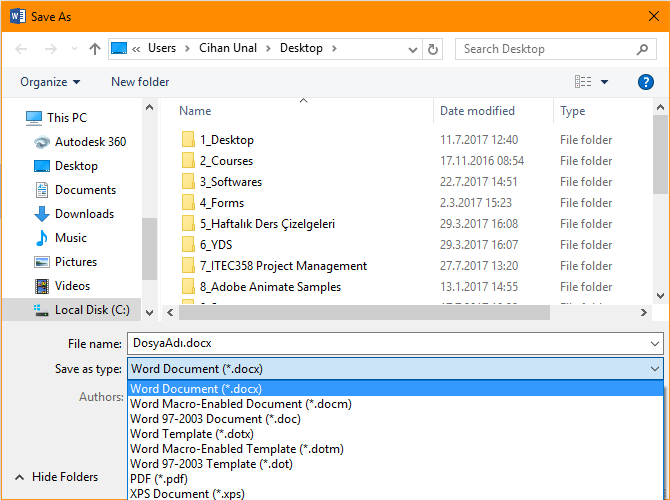 Save As
« Users › Cihan Unal › Desktop ›
Search Desktop
Organize
New folder
This PC
Autodesk 360
Desktop
Documents
Downloads
Music
Pictures
Videos
Local Disk (C:)
Name Date modified Type
1_Desktop 11.7.2017 12:40 File folder
2_Courses 17.11.2016 08:54 File folder
3_Softwares 22.7.2017 14:51 File folder
4_Forms 2.3.2017 15:23 File folder
5_Haftalık Ders Çizelgeleri 29.3.2017 16:08 File folder
6_YDS 29.3.2017 16:07 File folder
7_ITEC358 Project Management 27.7.2017 13:20 File folder
8_Adobe Animate Samples 13.1.2017 14:55 File folder
File name: DosyaAdı.docx
Save as type: Word Document (*.docx)
Authors:
Word Document (*.docx)
Word Macro-Enabled Document (*.docm)
Word 97-2003 Document (*.doc)
Word Template (*.dotx)
Word Macro-Enabled Template (*.dotm)
Word 97-2003 Template (*.dot)
PDF (*.pdf)
XPS Document (*.xps)
Hide Folders